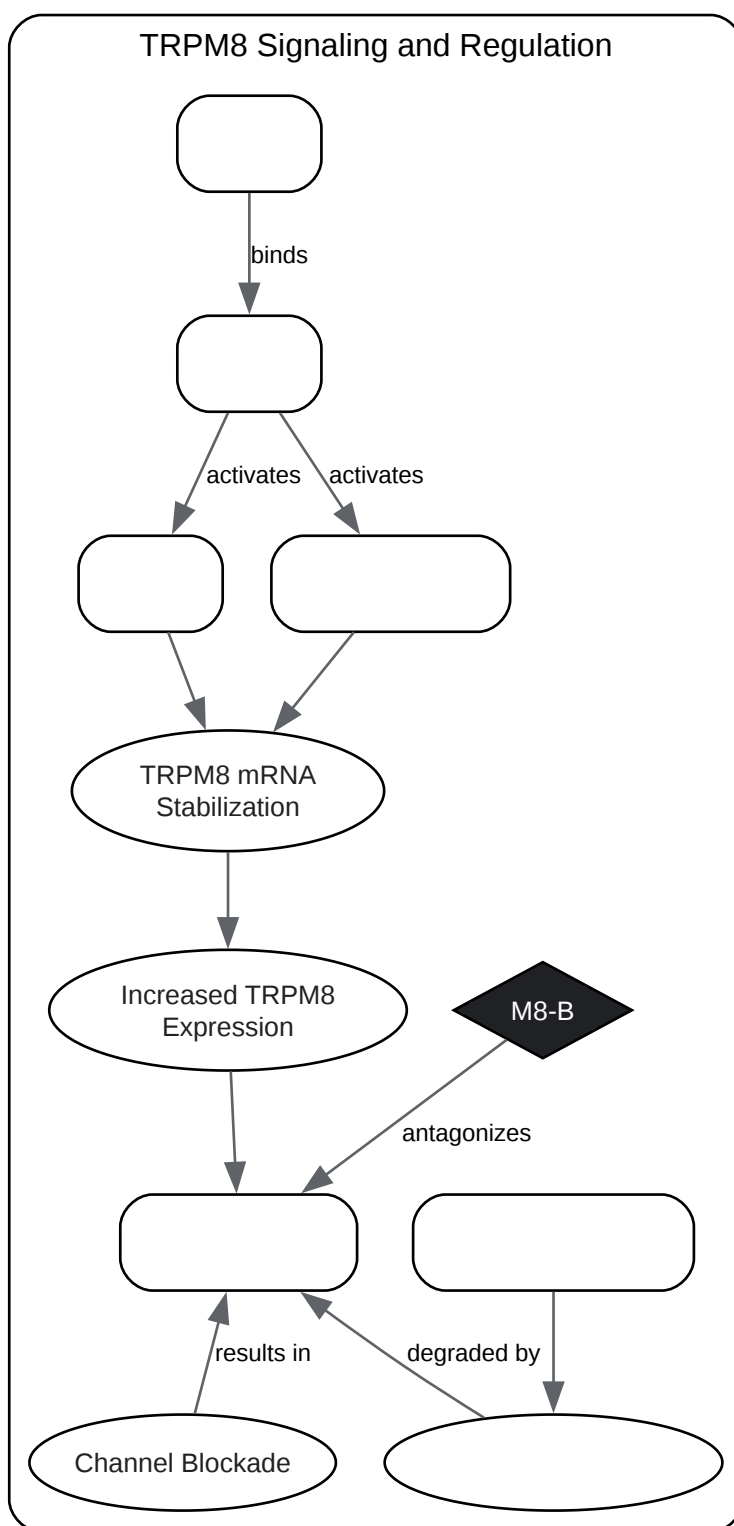 TRPM8 Signaling and Regulation
binds
activates
activates
TRPM8 mRNA
Stabilization
Increased TRPM8
Expression
M8-B
antagonizes
results in
degraded by
Channel Blockade